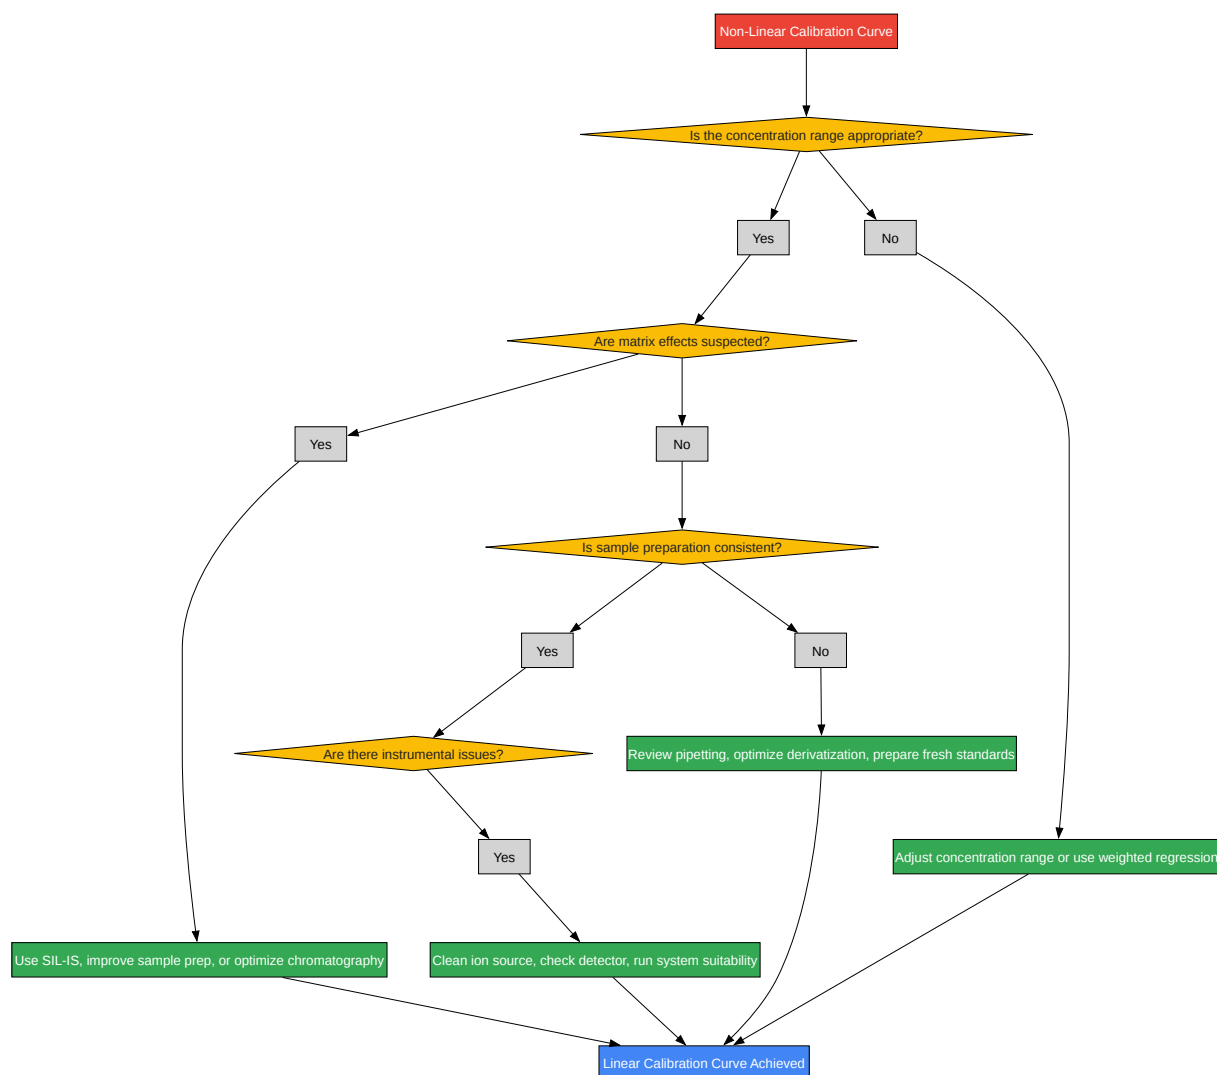 Non-Linear Calibration Curve
Is the concentration range appropriate?
Yes
No
Are matrix effects suspected?
Yes
No
Is sample preparation consistent?
Yes
No
Are there instrumental issues?
Review pipetting, optimize derivatization, prepare fresh standards
Yes
Adjust concentration range or use weighted regression
Use SIL-IS, improve sample prep, or optimize chromatography
Clean ion source, check detector, run system suitability
Linear Calibration Curve Achieved